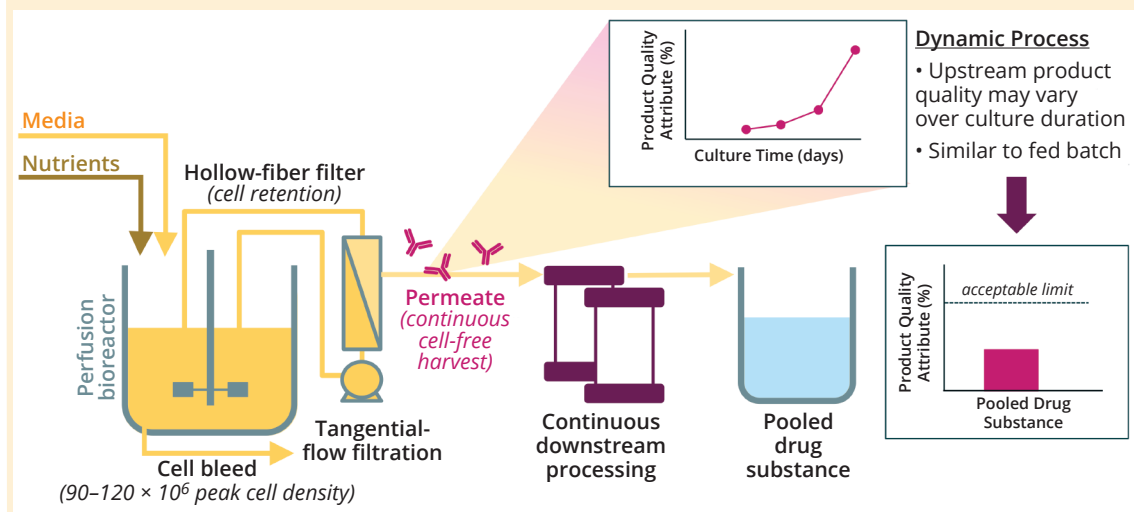 Media
Nutrients
Hollow-fiber filter
(cell retention)
Perfusion
bioreactor
Cell bleed
(90–120 × 10⁶ peak cell density)
Tangential-
flow filtration
Permeate
(continuous
cell-free
harvest)
Continuous
downstream
processing
Pooled
drug
substance
Product Quality
Attribute (%)
Culture Time (days)
Dynamic Process
• Upstream product
quality may vary
over culture duration
• Similar to fed batch
Product Quality
Attribute (%)
acceptable limit
Pooled Drug
Substance